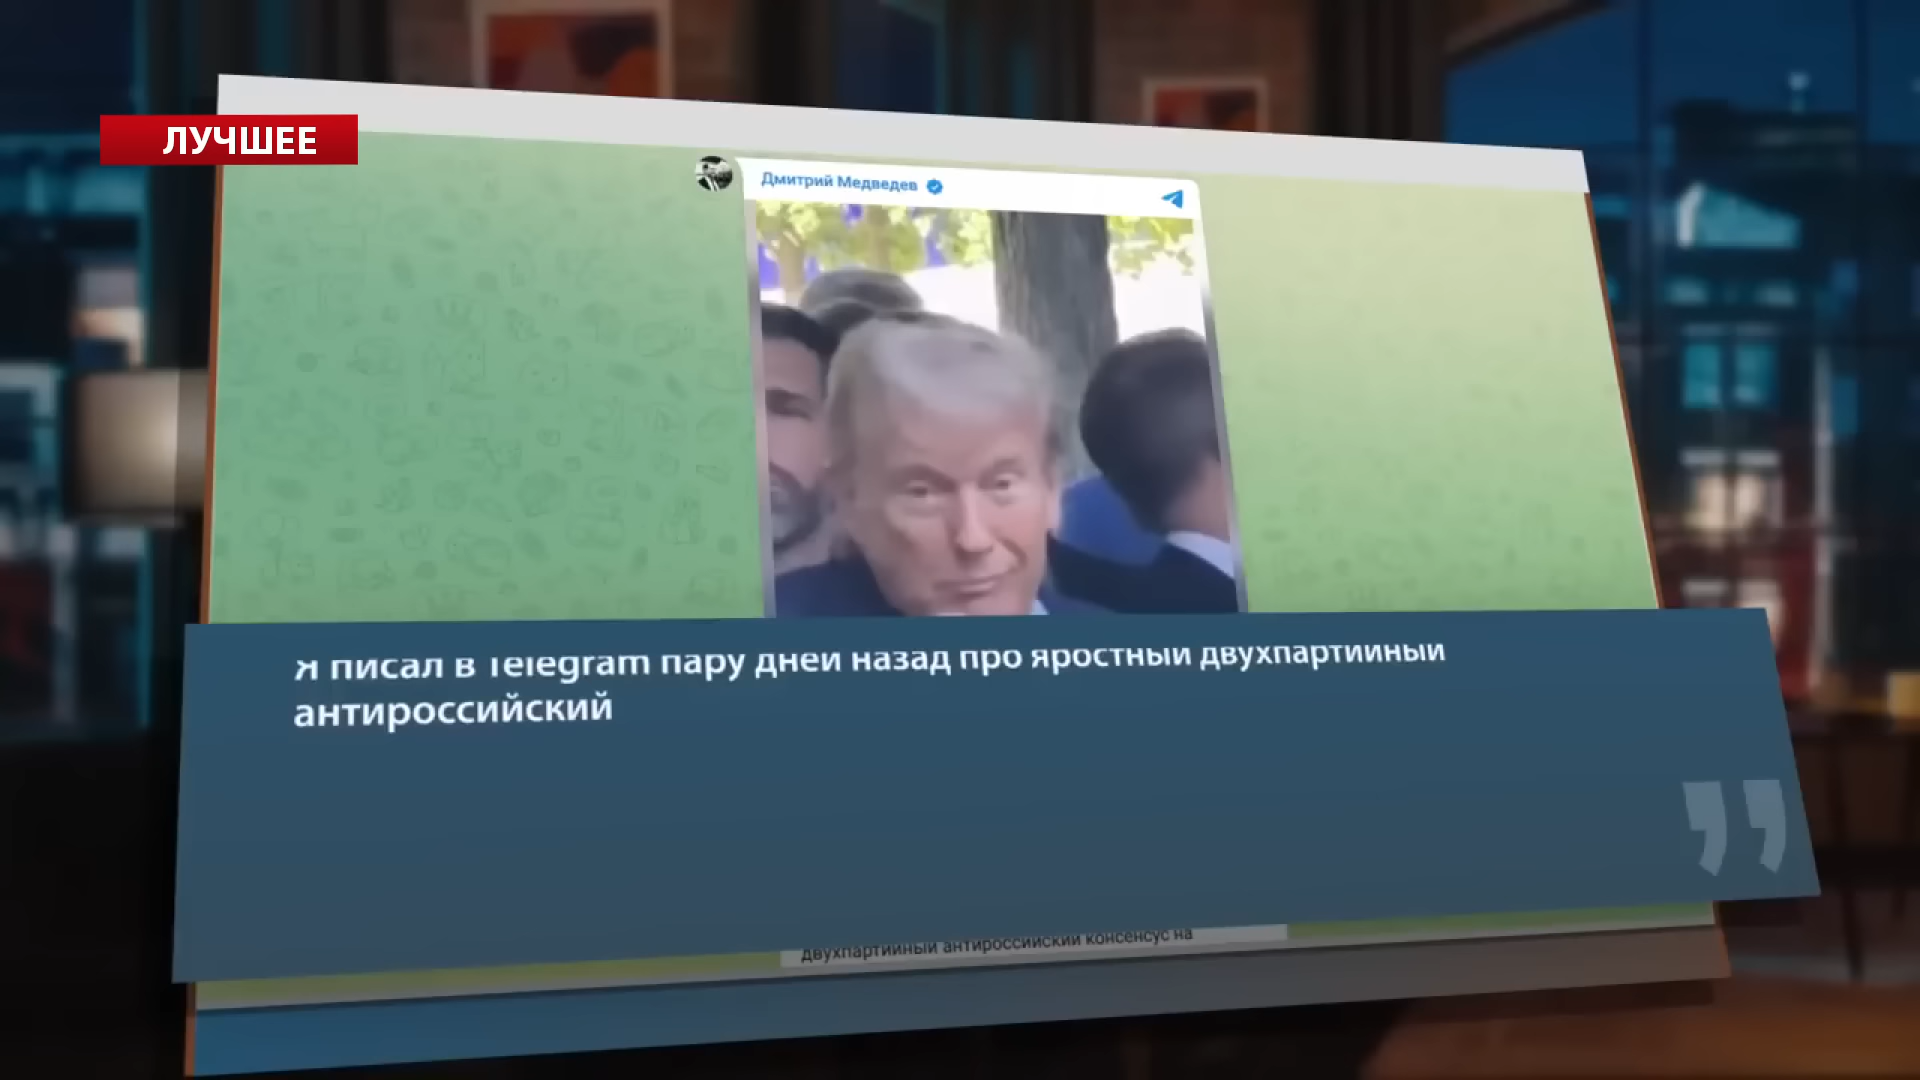 ЛУЧШЕЕ
Дмитрий Медведев
Я писал в Telegram пару дней назад про яростный двухпартийный
антироссийский
двухпартийный антироссийский консенсус на